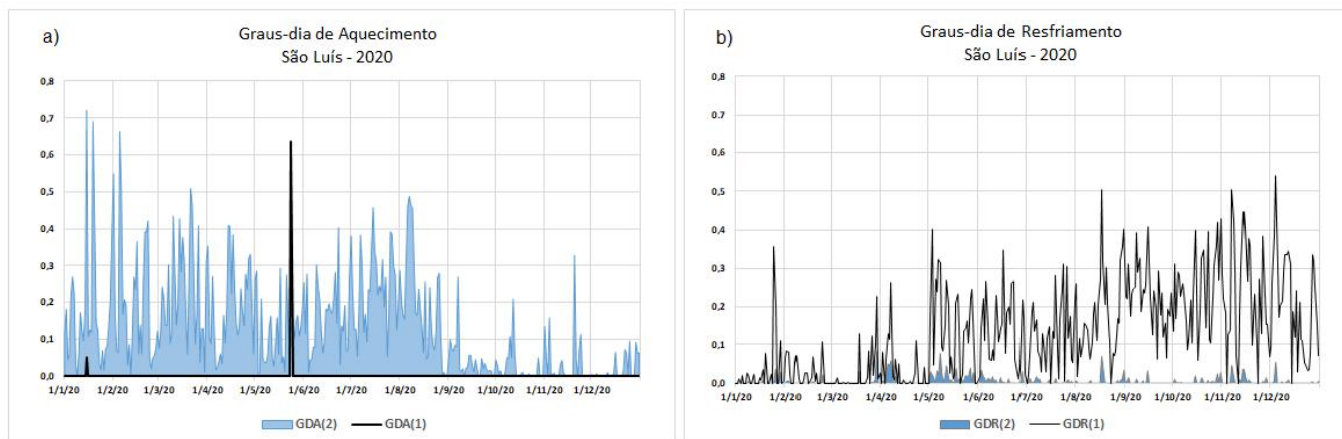 a)
Graus-dia de Aquecimento
São Luís - 2020
0,8
0,7
0,6
0,5
0,4
0,3
0,2
0,1
0,0
1/1/20 1/2/20 1/3/20 1/4/20 1/5/20 1/6/20 1/7/20 1/8/20 1/9/20 1/10/20 1/11/20 1/12/20
GDA(2) GDA(1)
b)
Graus-dia de Resfriamento
São Luís - 2020
0,8
0,7
0,6
0,5
0,4
0,3
0,2
0,1
0,0
1/1/20 1/2/20 1/3/20 1/4/20 1/5/20 1/6/20 1/7/20 1/8/20 1/9/20 1/10/20 1/11/20 1/12/20
GDR(2) GDR(1)